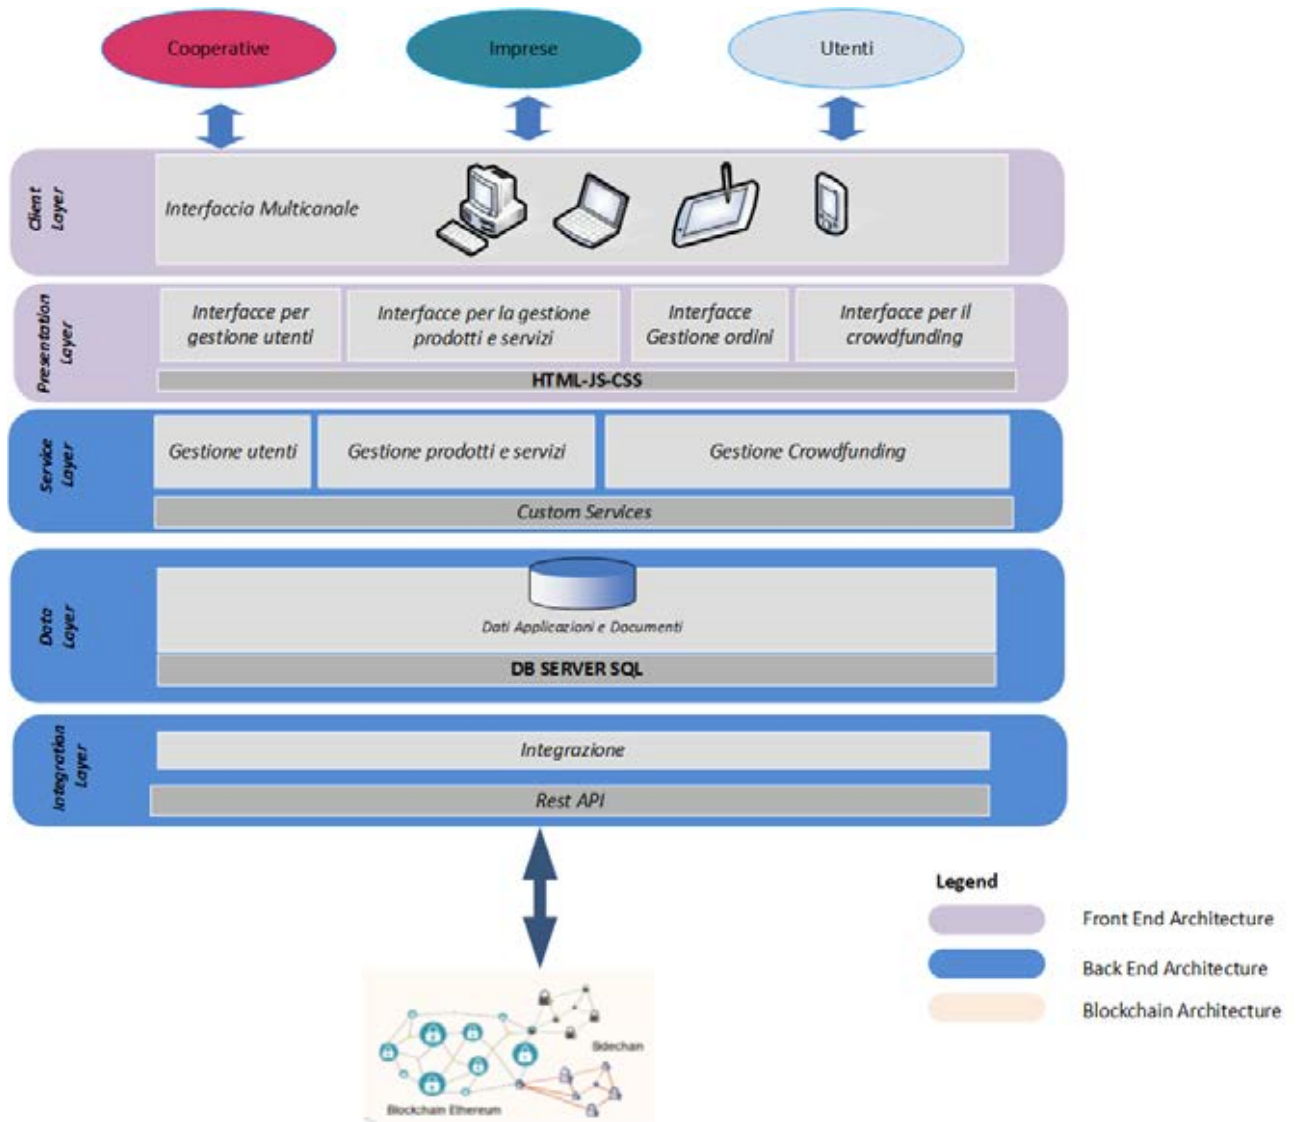 Cooperative
Imprese
Utenti
Client
Layer
Interfaccia Multicanale
Presentation
Layer
Interfacce per
gestione utenti
Interfacce per la gestione
prodotti e servizi
Interfacce
Gestione ordini
Interfacce per il
crowdfunding
HTML-JS-CSS
Service
Layer
Gestione utenti
Gestione prodotti e servizi
Gestione Crowdfunding
Custom Services
Data
Layer
Dati Applicazioni e Documenti
DB SERVER SQL
Integration
Layer
Integrazione
Rest API
Legend
Front End Architecture
Back End Architecture
Blockchain Architecture
Sidechain
Blockchain Ethereum